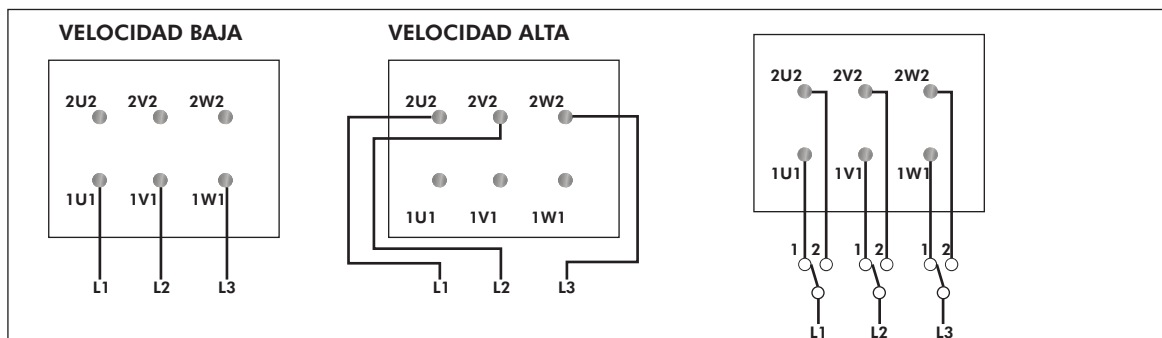 VELOCIDAD BAJA
2U2 2V2 2W2
1U1 1V1 1W1
L1 L2 L3
VELOCIDAD ALTA
2U2 2V2 2W2
1U1 1V1 1W1
L1 L2 L3
2U2 2V2 2W2
1U1 1V1 1W1
1 2 1 2 1 2
L1 L2 L3